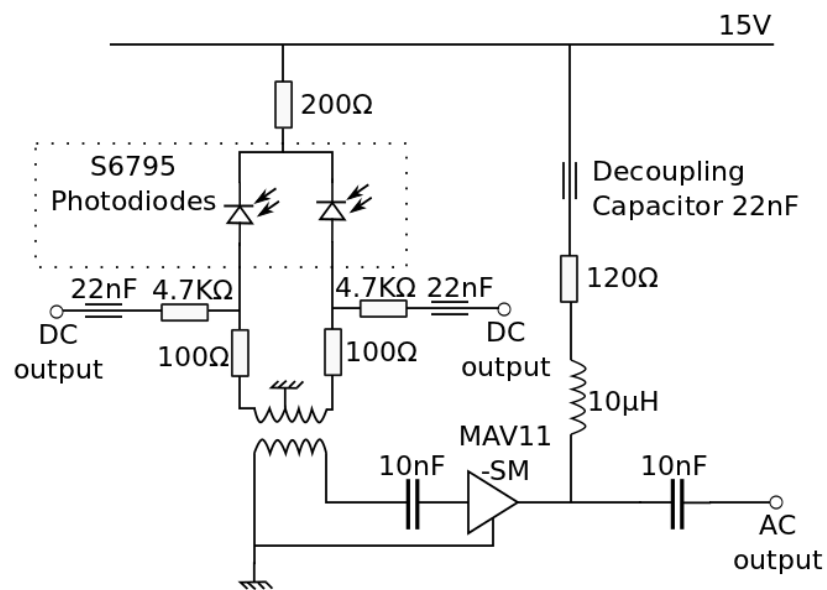 15V
200Ω
S6795
Photodiodes
Decoupling
Capacitor 22nF
120Ω
22nF
4.7KΩ
4.7KΩ
22nF
DC
output
DC
output
100Ω
100Ω
10µH
MAV11
-SM
10nF
10nF
AC
output